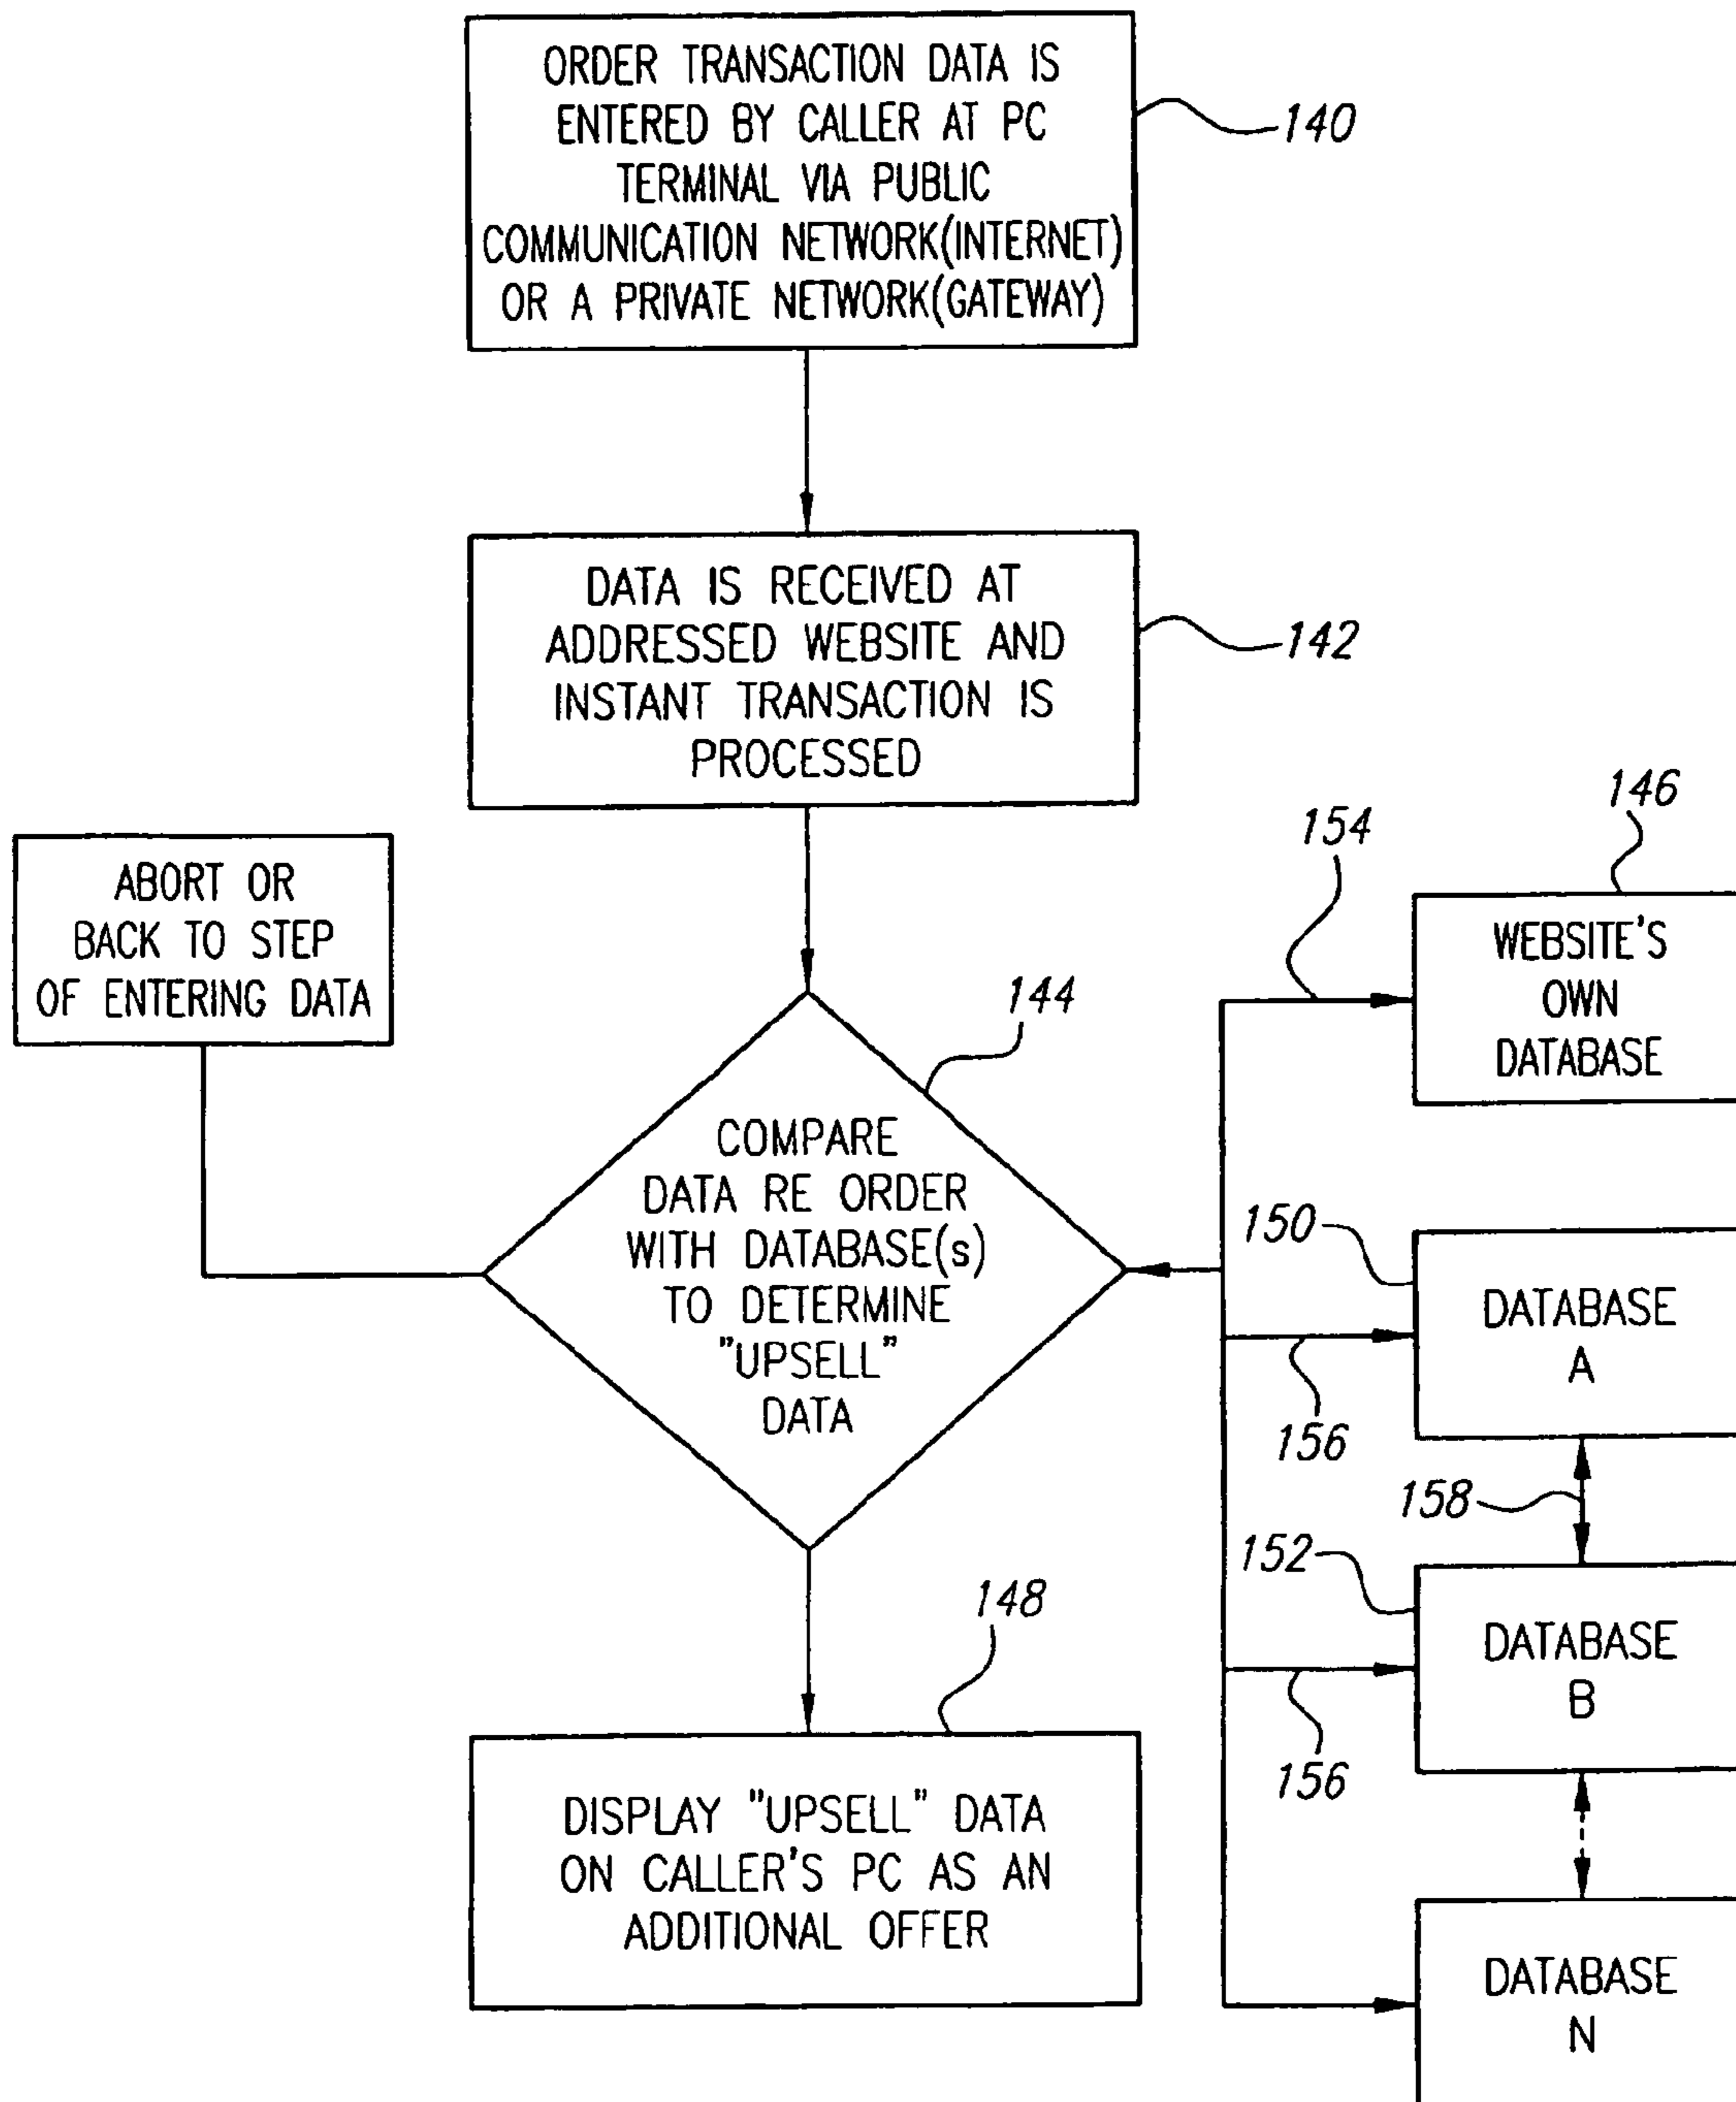 ORDER TRANSACTION DATA IS
ENTERED BY CALLER AT PC
TERMINAL VIA PUBLIC
COMMUNICATION NETWORK(INTERNET)
OR A PRIVATE NETWORK(GATEWAY)
140
DATA IS RECEIVED AT
ADDRESSED WEBSITE AND
INSTANT TRANSACTION IS
PROCESSED
142
ABORT OR
BACK TO STEP
OF ENTERING DATA
144
COMPARE
DATA RE ORDER
WITH DATABASE(s)
TO DETERMINE
"UPSELL"
DATA
154
146
WEBSITE'S
OWN
DATABASE
150
DATABASE
A
156
158
152
DATABASE
B
156
148
DISPLAY "UPSELL" DATA
ON CALLER'S PC AS AN
ADDITIONAL OFFER
DATABASE
N